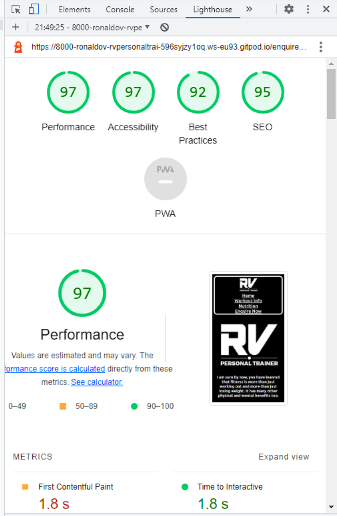 Elements Console Sources Lighthouse »
+ 21:49:25 - 8000-ronaldov-rvpe
https://8000-ronaldov-rvpersonaltrai-596syjzy1oq.ws-eu93.gitpod.io/enquire…
97 97 92 95
Performance Accessibility Best Practices SEO
PWA
PWA
97
Performance
Values are estimated and may vary. The
formance score is calculated directly from these
metrics. See calculator.
0–49 50–89 90–100
RV
Home
Workout Info
Nutrition
Enquire Now
RV
PERSONAL TRAINER
I am sure by now, you have learned
that fitness is more than just
working out and more than just
losing weight. It has many other
physical and mental benefits too.
METRICS Expand view
First Contentful Paint Time to Interactive
1.8 s 1.8 s